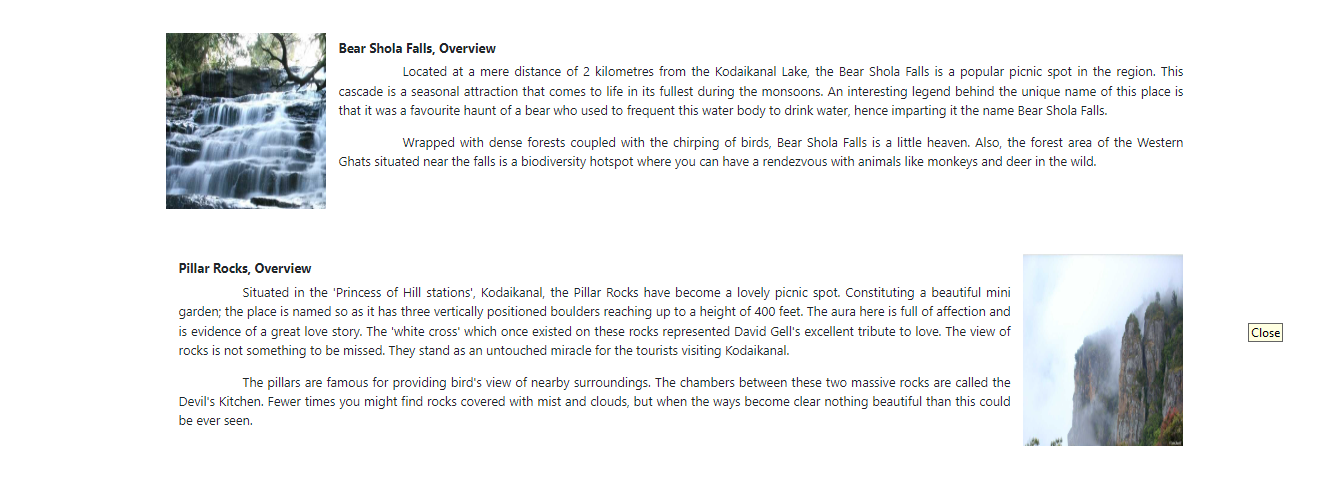 Bear Shola Falls, Overview
Located at a mere distance of 2 kilometres from the Kodaikanal Lake, the Bear Shola Falls is a popular picnic spot in the region. This
cascade is a seasonal attraction that comes to life in its fullest during the monsoons. An interesting legend behind the unique name of this place is
that it was a favourite haunt of a bear who used to frequent this water body to drink water, hence imparting it the name Bear Shola Falls.
Wrapped with dense forests coupled with the chirping of birds, Bear Shola Falls is a little heaven. Also, the forest area of the Western
Ghats situated near the falls is a biodiversity hotspot where you can have a rendezvous with animals like monkeys and deer in the wild.
Pillar Rocks, Overview
Situated in the 'Princess of Hill stations', Kodaikanal, the Pillar Rocks have become a lovely picnic spot. Constituting a beautiful mini
garden; the place is named so as it has three vertically positioned boulders reaching up to a height of 400 feet. The aura here is full of affection and
is evidence of a great love story. The 'white cross' which once existed on these rocks represented David Gell's excellent tribute to love. The view of
rocks is not something to be missed. They stand as an untouched miracle for the tourists visiting Kodaikanal.
The pillars are famous for providing bird's view of nearby surroundings. The chambers between these two massive rocks are called the
Devil's Kitchen. Fewer times you might find rocks covered with mist and clouds, but when the ways become clear nothing beautiful than this could
be ever seen.
Close